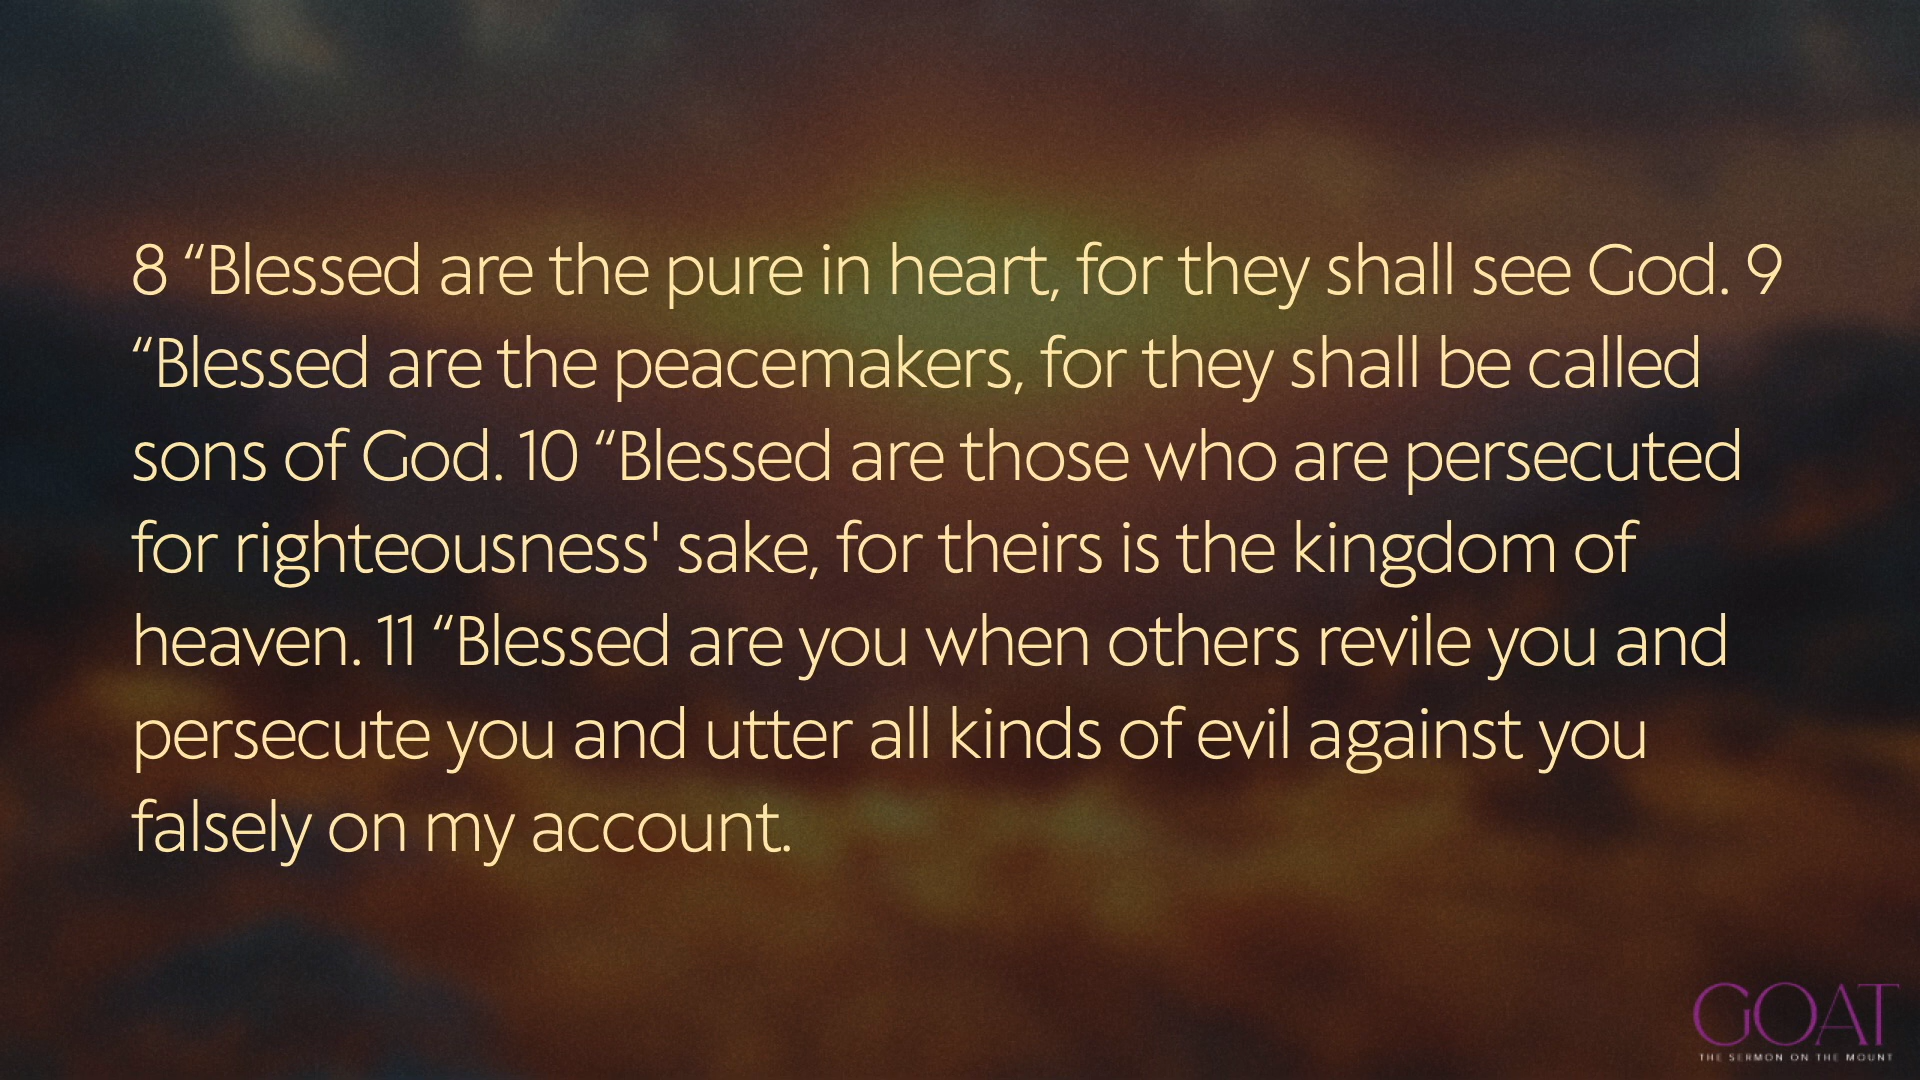 8 “Blessed are the pure in heart, for they shall see God. 9
“Blessed are the peacemakers, for they shall be called
sons of God. 10 “Blessed are those who are persecuted
for righteousness' sake, for theirs is the kingdom of
heaven. 11 “Blessed are you when others revile you and
persecute you and utter all kinds of evil against you
falsely on my account.
GOAT
THE SERMON ON THE MOUNT